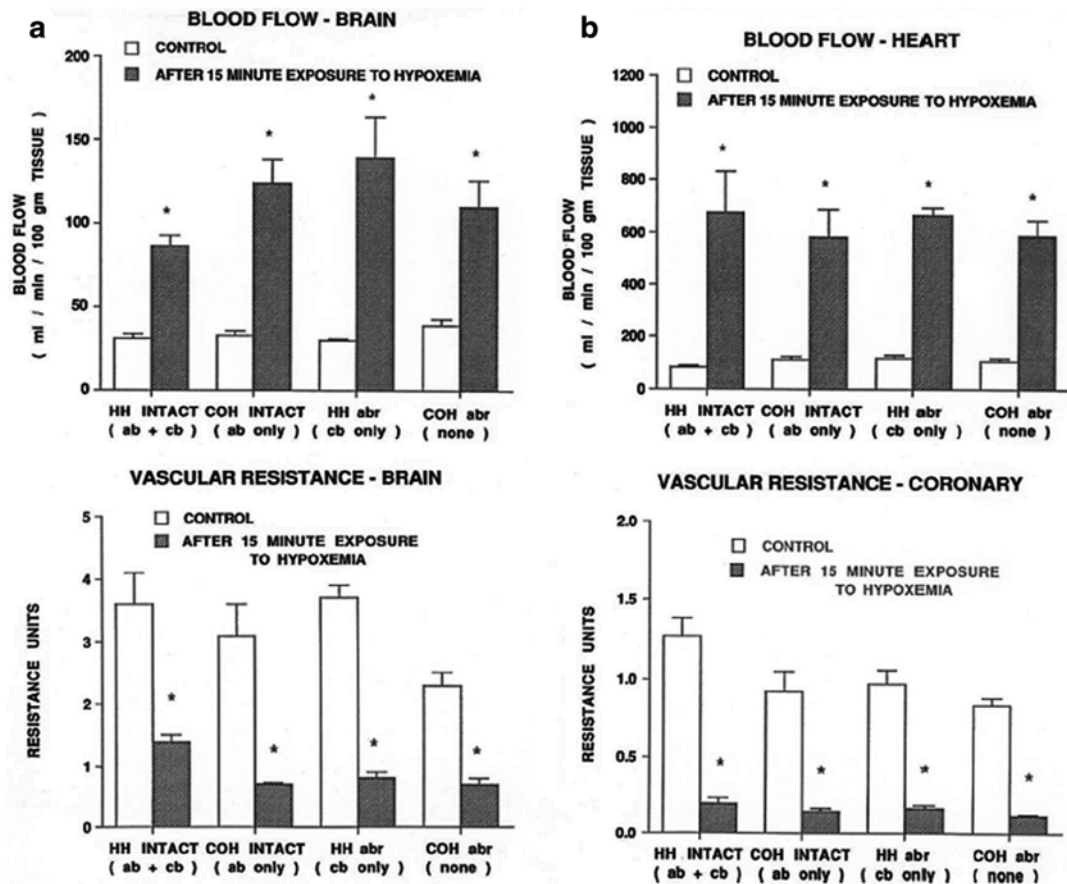 a
BLOOD FLOW - BRAIN
CONTROL
AFTER 15 MINUTE EXPOSURE TO HYPOXEMIA
200
150
100
50
0
BLOOD FLOW
( ml / min / 100 gm TISSUE )
*
*
*
*
HH INTACT
( ab + cb )
COH INTACT
( ab only )
HH abr
( cb only )
COH abr
( none )
b
BLOOD FLOW - HEART
CONTROL
AFTER 15 MINUTE EXPOSURE TO HYPOXEMIA
1200
1000
800
600
400
200
0
BLOOD FLOW
( ml / min / 100 gm TISSUE )
*
*
*
*
HH INTACT
( ab + cb )
COH INTACT
( ab only )
HH abr
( cb only )
COH abr
( none )
VASCULAR RESISTANCE - BRAIN
CONTROL
AFTER 15 MINUTE EXPOSURE
TO HYPOXEMIA
5
4
3
2
1
0
RESISTANCE UNITS
*
*
*
*
HH INTACT
( ab + cb )
COH INTACT
( ab only )
HH abr
( cb only )
COH abr
( none )
VASCULAR RESISTANCE - CORONARY
CONTROL
AFTER 15 MINUTE EXPOSURE
TO HYPOXEMIA
2.0
1.5
1.0
0.5
0.0
RESISTANCE UNITS
*
*
*
*
HH INTACT
( ab + cb )
COH INTACT
( ab only )
HH abr
( cb only )
COH abr
( none )